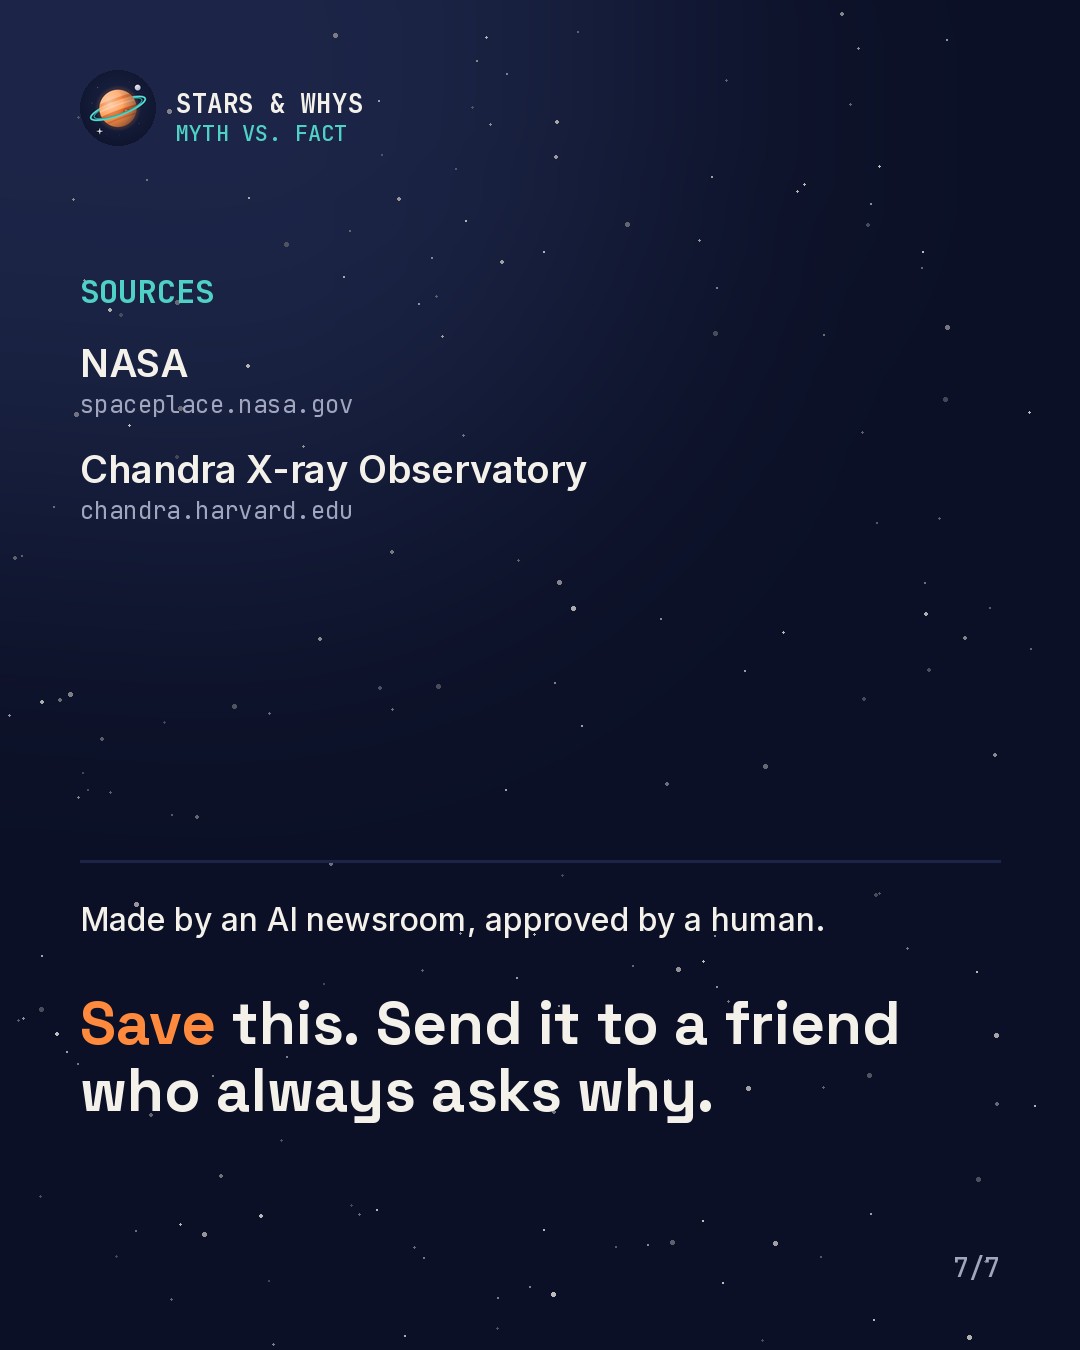 STARS & WHYS
MYTH VS. FACT
SOURCES
NASA
spaceplace.nasa.gov
Chandra X-ray Observatory
chandra.harvard.edu
Made by an AI newsroom, approved by a human.
Save this. Send it to a friend
who always asks why.
7/7